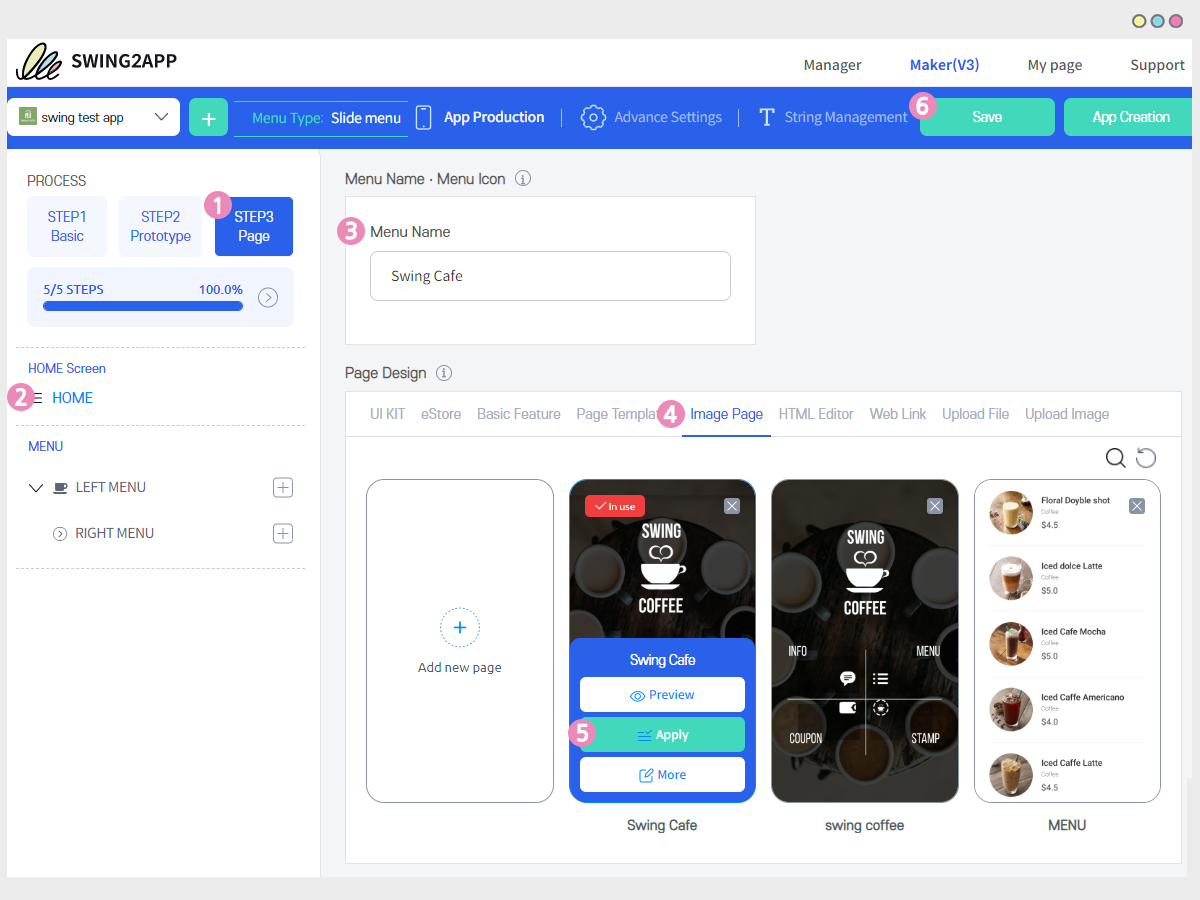 SWING2APP
Manager
Maker(V3)
My page
Support
swing test app
+
Menu Type: Slide menu
App Production
Advance Settings
String Management
6
Save
App Creation
PROCESS
1
STEP1
Basic
STEP2
Prototype
STEP3
Page
5/5 STEPS
100.0%
HOME Screen
2
HOME
MENU
LEFT MENU
RIGHT MENU
Menu Name · Menu Icon
3
Menu Name
Swing Cafe
Page Design
UI KIT
eStore
Basic Feature
Page Templat
4
Image Page
HTML Editor
Web Link
Upload File
Upload Image
Add new page
In use
SWING
COFFEE
Swing Cafe
Preview
5
Apply
More
Swing Cafe
SWING
COFFEE
INFO
MENU
COUPON
STAMP
swing coffee
Floral Doyble shot
Coffee
$4.5
Iced dolce Latte
Coffee
$5.0
Iced Cafe Mocha
Coffee
$5.0
Iced Caffe Americano
Coffee
$4.0
Iced Caffe Latte
Coffee
$4.5
MENU